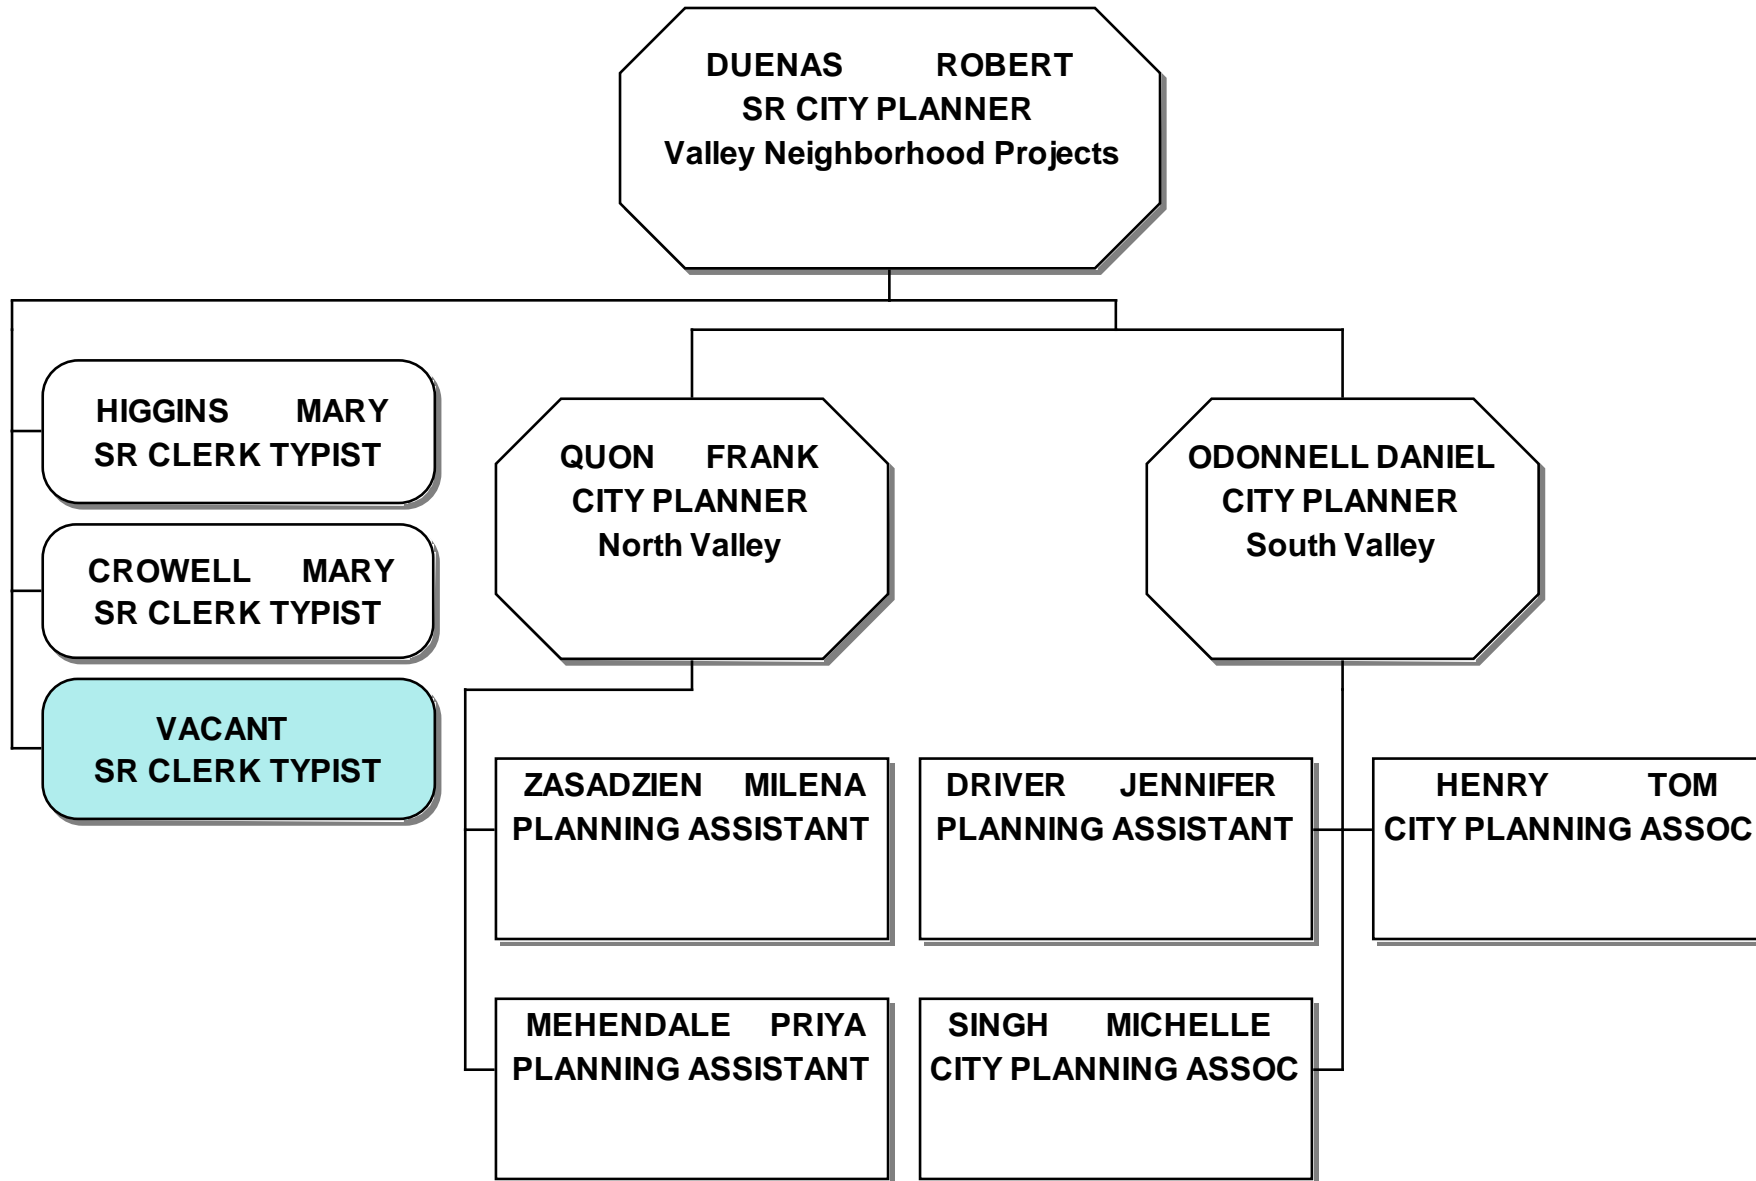 DUENAS ROBERT
SR CITY PLANNER
Valley Neighborhood Projects
HIGGINS MARY
SR CLERK TYPIST
CROWELL MARY
SR CLERK TYPIST
VACANT
SR CLERK TYPIST
QUON FRANK
CITY PLANNER
North Valley
ODONNELL DANIEL
CITY PLANNER
South Valley
ZASADZIEN MILENA
PLANNING ASSISTANT
DRIVER JENNIFER
PLANNING ASSISTANT
HENRY TOM
CITY PLANNING ASSOC
MEHENDALE PRIYA
PLANNING ASSISTANT
SINGH MICHELLE
CITY PLANNING ASSOC